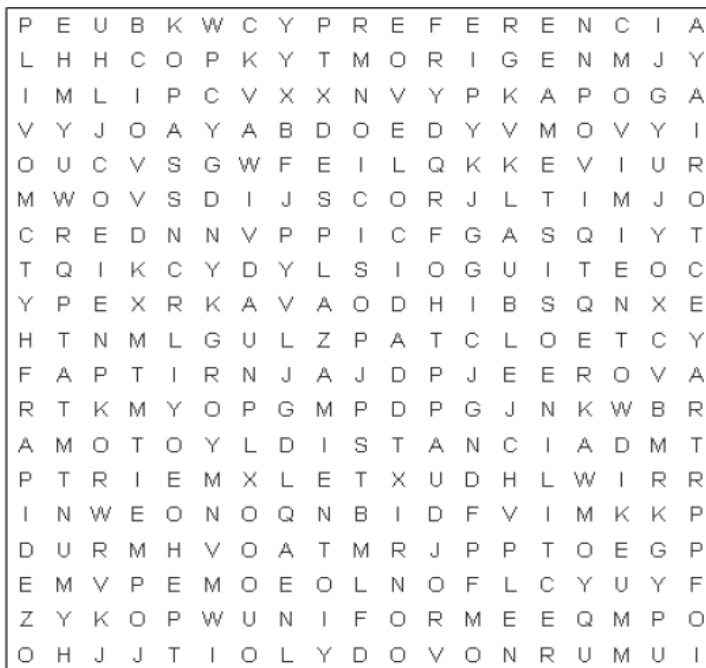 P E U B K W C Y P R E F E R E N C I A
L H H C O P K Y T M O R I G E N M J Y
I M L I P C V X X N V Y P K A P O G A
V Y J O A Y A B D O E D Y V M O V Y I
O U C V S G W F E I L Q K K E V I U R
M W O V S D I J S C O R J L T I M J O
C R E D N N V P P I C F G A S Q I Y T
T Q I K C Y D Y L S I O G U I T E O C
Y P E X R K A V A O D H I B S Q N X E
H T N M L G U L Z P A T C L O E T C Y
F A P T I R N J A J D P J E E R O V A
R T K M Y O P G M P D P G J N K W B R
A M O T O Y L D I S T A N C I A D M T
P T R I E M X L E T X U D H L W I R R
I N W E O N O Q N B I D F V I M K K P
D U R M H V O A T M R J P P T O E G P
E M V P E M O E O L N O F L C Y U Y F
Z Y K O P W U N I F O R M E E Q M P O
O H J J T I O L Y D O V O N R U M U I